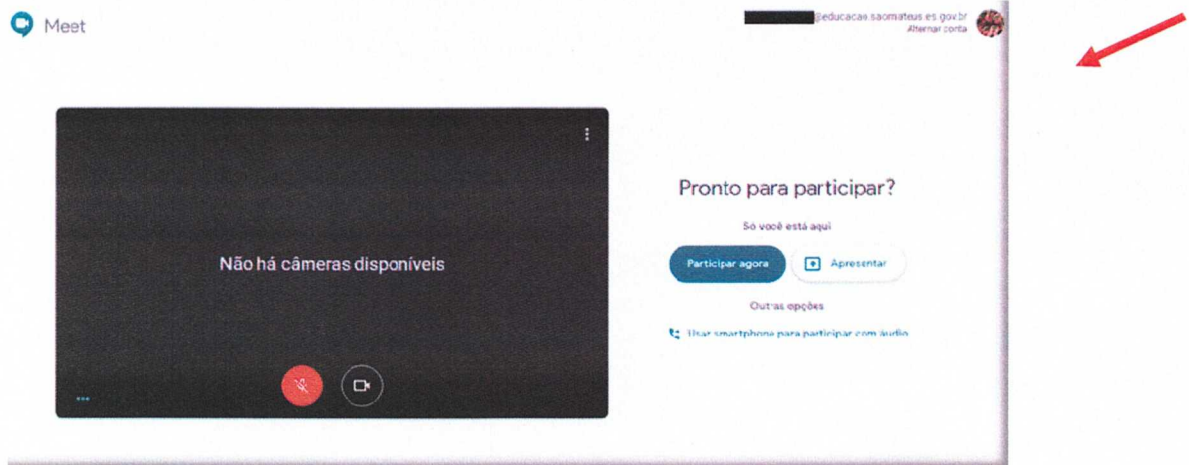 Meet
@educacao.saomateus.es.gov.br
Alternar conta
Não há câmeras disponíveis
Pronto para participar?
Só você está aqui
Participar agora
Apresentar
Outras opções
Usar smartphone para participar com áudio